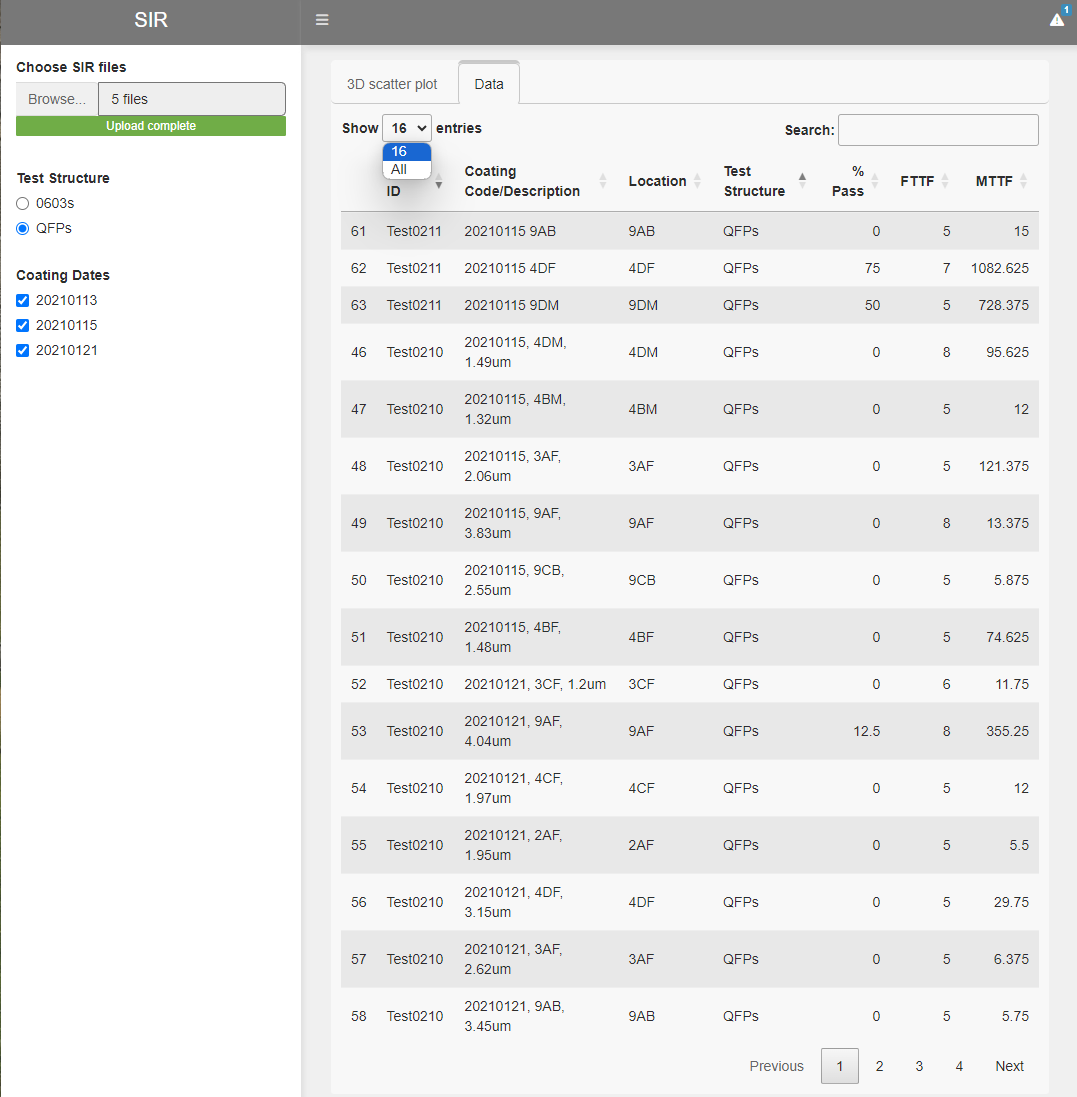 SIR
1
Choose SIR files
Browse... 5 files
Upload complete
Test Structure
0603s
QFPs
Coating Dates
20210113
20210115
20210121
3D scatter plot Data
Show 16 entries Search:
16
All
ID Coating Code/Description Location Test Structure % Pass FTTF MTTF
61 Test0211 20210115 9AB 9AB QFPs 0 5 15
62 Test0211 20210115 4DF 4DF QFPs 75 7 1082.625
63 Test0211 20210115 9DM 9DM QFPs 50 5 728.375
46 Test0210 20210115, 4DM, 1.49um 4DM QFPs 0 8 95.625
47 Test0210 20210115, 4BM, 1.32um 4BM QFPs 0 5 12
48 Test0210 20210115, 3AF, 2.06um 3AF QFPs 0 5 121.375
49 Test0210 20210115, 9AF, 3.83um 9AF QFPs 0 8 13.375
50 Test0210 20210115, 9CB, 2.55um 9CB QFPs 0 5 5.875
51 Test0210 20210115, 4BF, 1.48um 4BF QFPs 0 5 74.625
52 Test0210 20210121, 3CF, 1.2um 3CF QFPs 0 6 11.75
53 Test0210 20210121, 9AF, 4.04um 9AF QFPs 12.5 8 355.25
54 Test0210 20210121, 4CF, 1.97um 4CF QFPs 0 5 12
55 Test0210 20210121, 2AF, 1.95um 2AF QFPs 0 5 5.5
56 Test0210 20210121, 4DF, 3.15um 4DF QFPs 0 5 29.75
57 Test0210 20210121, 3AF, 2.62um 3AF QFPs 0 5 6.375
58 Test0210 20210121, 9AB, 3.45um 9AB QFPs 0 5 5.75
Previous 1 2 3 4 Next